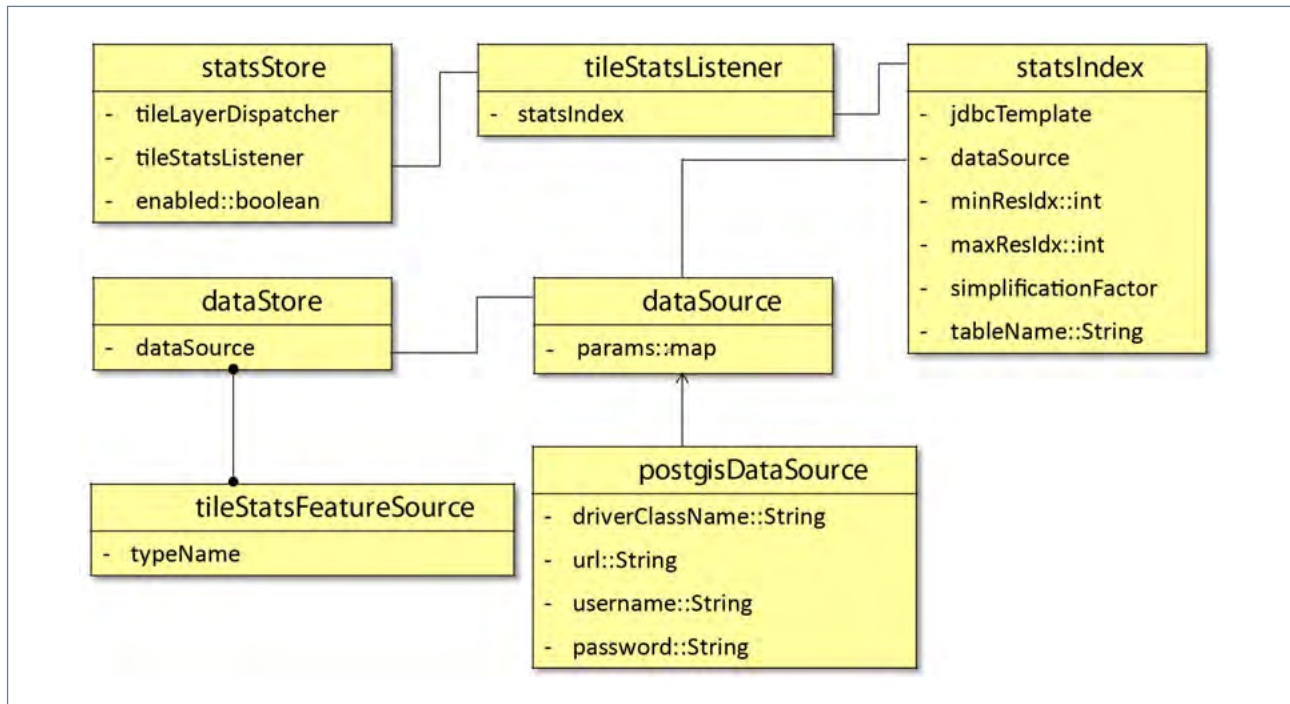 statsStore
- tileLayerDispatcher
- tileStatsListener
- enabled::boolean
tileStatsListener
- statsIndex
statsIndex
- jdbcTemplate
- dataSource
- minResIdx::int
- maxResIdx::int
- simplificationFactor
- tableName::String
dataStore
- dataSource
dataSource
- params::map
tileStatsFeatureSource
- typeName
postgisDataSource
- driverClassName::String
- url::String
- username::String
- password::String